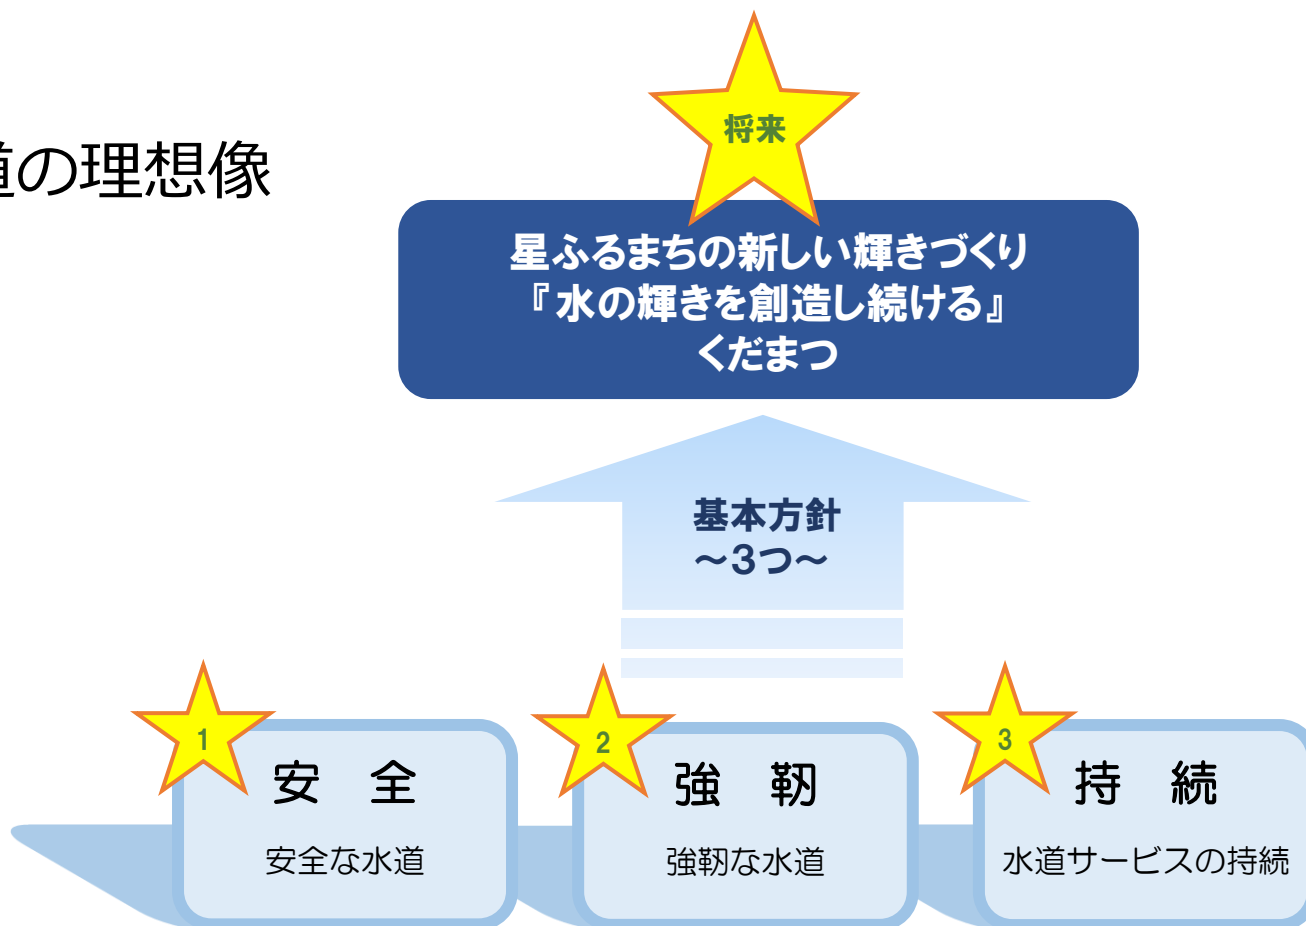 道の理想像
将来
星ふるまちの新しい輝きづくり
『水の輝きを創造し続ける』
くだまつ
基本方針
～3つ～
1
安　全
安全な水道
2
強　靭
強靭な水道
3
持　続
水道サービスの持続